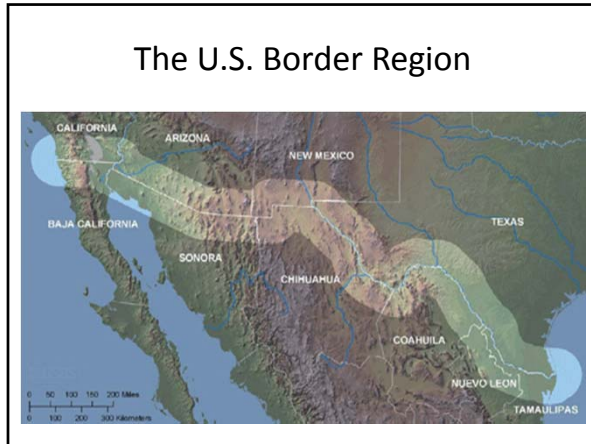 The U.S. Border Region
CALIFORNIA
ARIZONA
NEW MEXICO
TEXAS
BAJA CALIFORNIA
SONORA
CHIHUAHUA
COAHUILA
NUEVO LEON
TAMAULIPAS
0 50 100 150 200 Miles
0 100 200 300 Kilometers